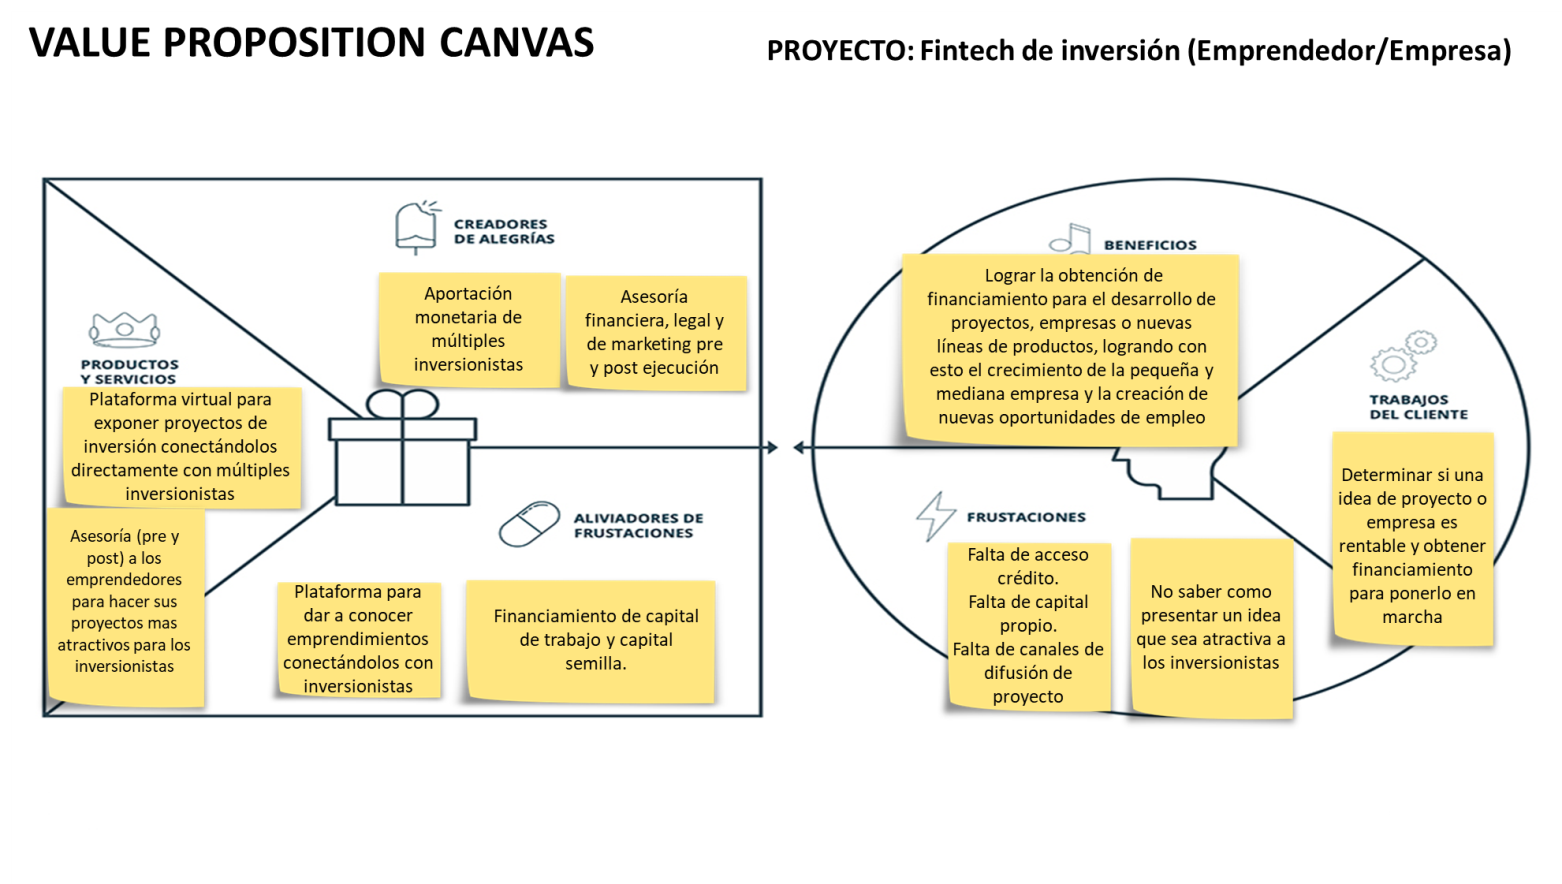 VALUE PROPOSITION CANVAS
PROYECTO: Fintech de inversión (Emprendedor/Empresa)
CREADORES
DE ALEGRÍAS
Aportación
monetaria de
múltiples
inversionistas
Asesoría
financiera, legal y
de marketing pre
y post ejecución
PRODUCTOS
Y SERVICIOS
Plataforma virtual para
exponer proyectos de
inversión conectándolos
directamente con múltiples
inversionistas
Asesoría (pre y
post) a los
emprendedores
para hacer sus
proyectos mas
atractivos para los
inversionistas
ALIVIADORES DE
FRUSTACIONES
Plataforma para
dar a conocer
emprendimientos
conectándolos con
inversionistas
Financiamiento de capital
de trabajo y capital
semilla.
BENEFICIOS
Lograr la obtención de
financiamiento para el desarrollo de
proyectos, empresas o nuevas
líneas de productos, logrando con
esto el crecimiento de la pequeña y
mediana empresa y la creación de
nuevas oportunidades de empleo
TRABAJOS
DEL CLIENTE
Determinar si una
idea de proyecto o
empresa es
rentable y obtener
financiamiento
para ponerlo en
marcha
FRUSTACIONES
Falta de acceso
crédito.
Falta de capital
propio.
Falta de canales de
difusión de
proyecto
No saber como
presentar un idea
que sea atractiva a
los inversionistas